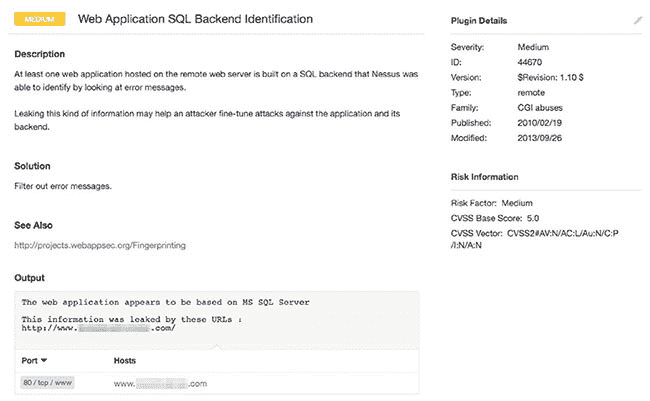 MEDIUM Web Application SQL Backend Identification
Description
At least one web application hosted on the remote web server is built on a SQL backend that Nessus was
able to identify by looking at error messages.
Leaking this kind of information may help an attacker fine-tune attacks against the application and its
backend.
Solution
Filter out error messages.
See Also
http://projects.webappsec.org/Fingerprinting
Output
The web application appears to be based on MS SQL Server
This information was leaked by these URLs :
http://www. .com/
Port Hosts
80 / tcp / www www. .com
Plugin Details
Severity: Medium
ID: 44670
Version: $Revision: 1.10 $
Type: remote
Family: CGI abuses
Published: 2010/02/19
Modified: 2013/09/26
Risk Information
Risk Factor: Medium
CVSS Base Score: 5.0
CVSS Vector: CVSS2#AV:N/AC:L/Au:N/C:P
/I:N/A:N